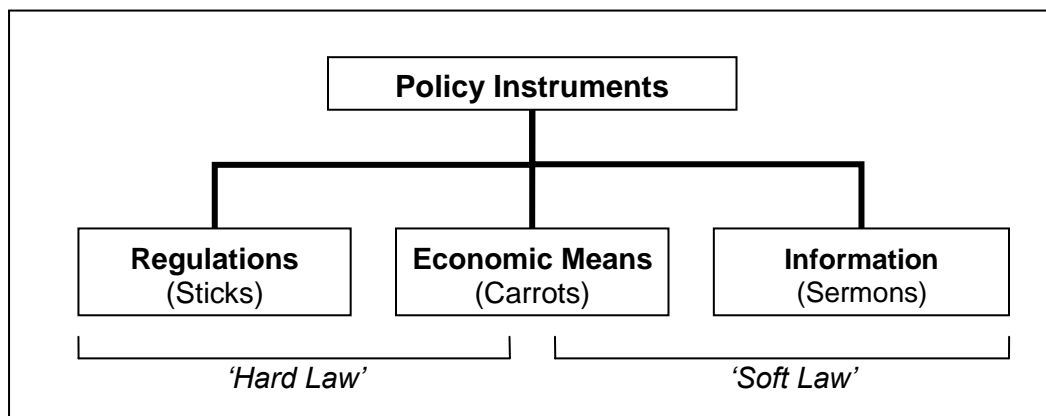 Policy Instruments
Regulations
(Sticks)
Economic Means
(Carrots)
Information
(Sermons)
‘Hard Law’
‘Soft Law’